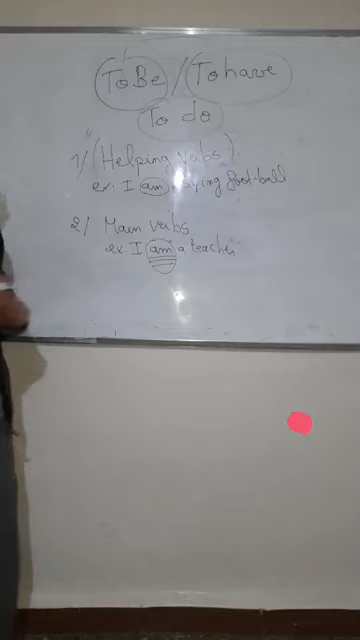 To Be / To have
To do
1/ (Helping verbs)
ex: I am playing foot-ball
2/ Main verbs
ex: I am a teacher